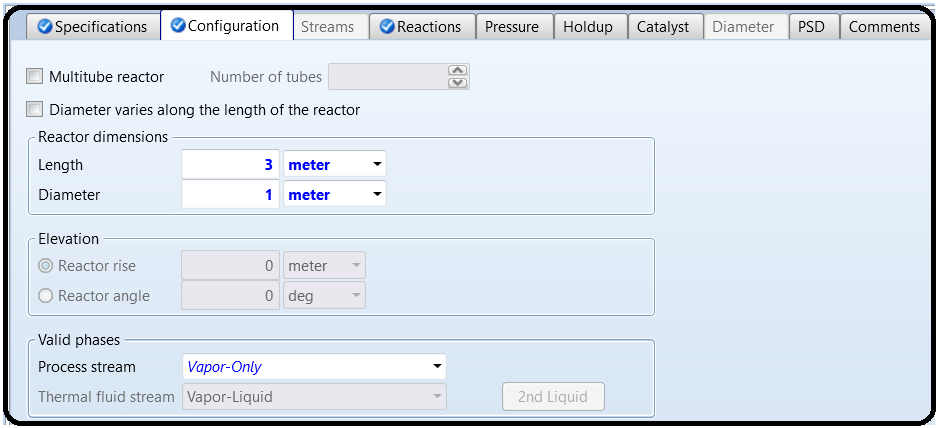 Specifications Configuration Streams Reactions Pressure Holdup Catalyst Diameter PSD Comments
Multitube reactor Number of tubes
Diameter varies along the length of the reactor
Reactor dimensions
Length 3 meter
Diameter 1 meter
Elevation
Reactor rise 0 meter
Reactor angle 0 deg
Valid phases
Process stream Vapor-Only
Thermal fluid stream Vapor-Liquid 2nd Liquid